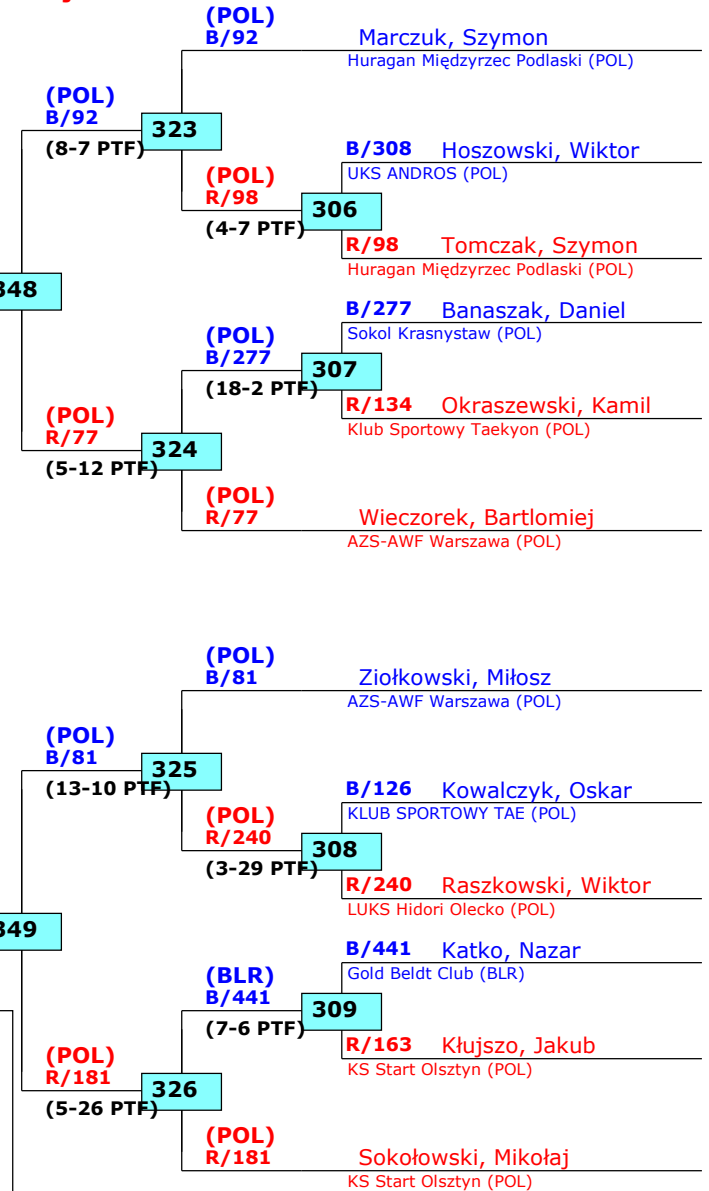 (POL)
B/92
Marczuk, Szymon
Huragan Międzyrzec Podlaski (POL)
(POL)
B/92
323
(8-7 PTF)
B/308 Hoszowski, Wiktor
UKS ANDROS (POL)
(POL)
R/98
306
(4-7 PTF)
R/98 Tomczak, Szymon
Huragan Międzyrzec Podlaski (POL)
348
B/277 Banaszak, Daniel
Sokol Krasnystaw (POL)
(POL)
B/277
307
(18-2 PTF)
R/134 Okraszewski, Kamil
Klub Sportowy Taekyon (POL)
(POL)
R/77
324
(5-12 PTF)
(POL)
R/77
Wieczorek, Bartlomiej
AZS-AWF Warszawa (POL)
(POL)
B/81
Ziołkowski, Miłosz
AZS-AWF Warszawa (POL)
(POL)
B/81
325
(13-10 PTF)
B/126 Kowalczyk, Oskar
KLUB SPORTOWY TAE (POL)
(POL)
R/240
308
(3-29 PTF)
R/240 Raszkowski, Wiktor
LUKS Hidori Olecko (POL)
349
B/441 Katko, Nazar
Gold Beldt Club (BLR)
(BLR)
B/441
309
(7-6 PTF)
R/163 Kłujszo, Jakub
KS Start Olsztyn (POL)
(POL)
R/181
326
(5-26 PTF)
(POL)
R/181
Sokołowski, Mikołaj
KS Start Olsztyn (POL)